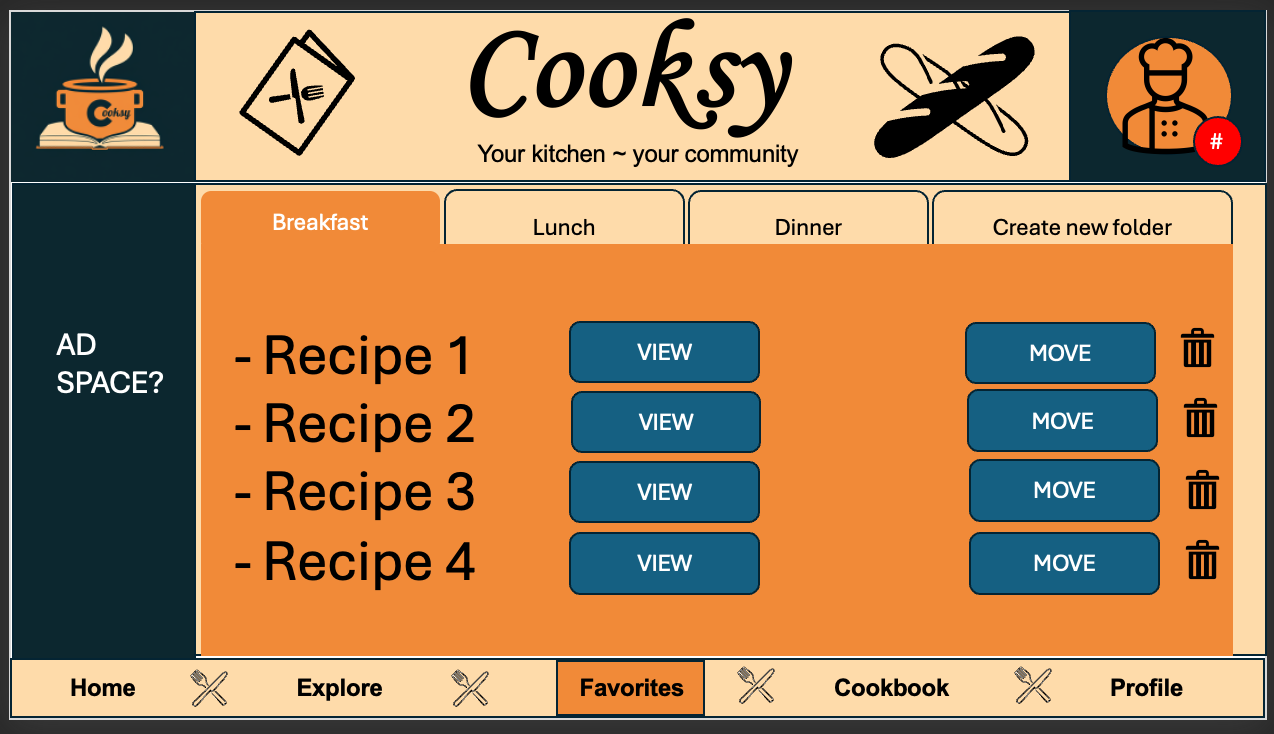 Cooksy
Cooksy
Your kitchen ~ your community
#
Breakfast
Lunch
Dinner
Create new folder
AD
SPACE?
- Recipe 1
VIEW
MOVE
- Recipe 2
VIEW
MOVE
- Recipe 3
VIEW
MOVE
- Recipe 4
VIEW
MOVE
Home
Explore
Favorites
Cookbook
Profile